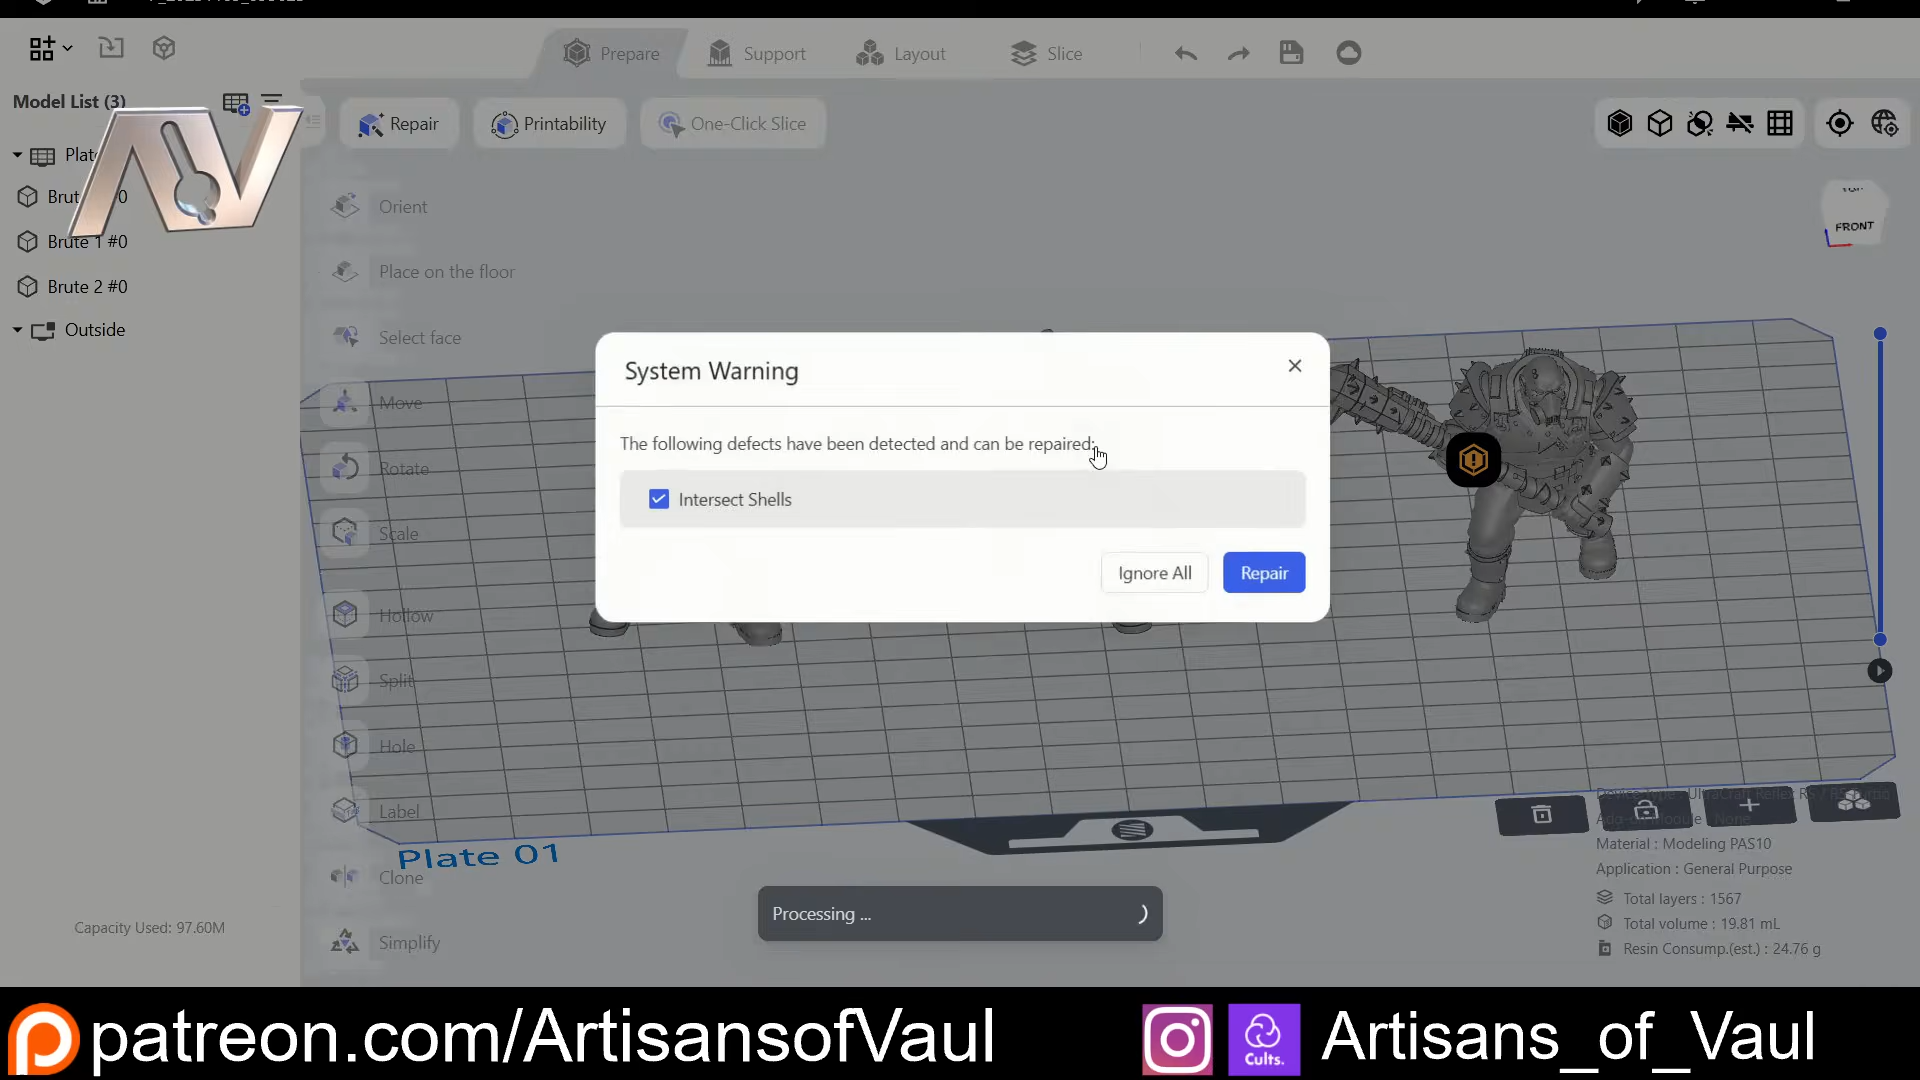 Prepare
Support
Layout
Slice
Model List (3)
Repair
Printability
One-Click Slice
Brute 1 #0
Brute 2 #0
Outside
Orient
Place on the floor
Select face
Move
Rotate
Scale
Hollow
Split
Hole
Label
Clone
Simplify
FRONT
System Warning
The following defects have been detected and can be repaired:
Intersect Shells
Ignore All
Repair
Plate 01
Processing ...
Capacity Used: 97.60M
Material : Modeling PAS10
Application : General Purpose
Total layers : 1567
Total volume : 19.81 mL
Resin Consump.(est.) : 24.76 g
patreon.com/ArtisansofVaul
Cults.
Artisans_of_Vaul